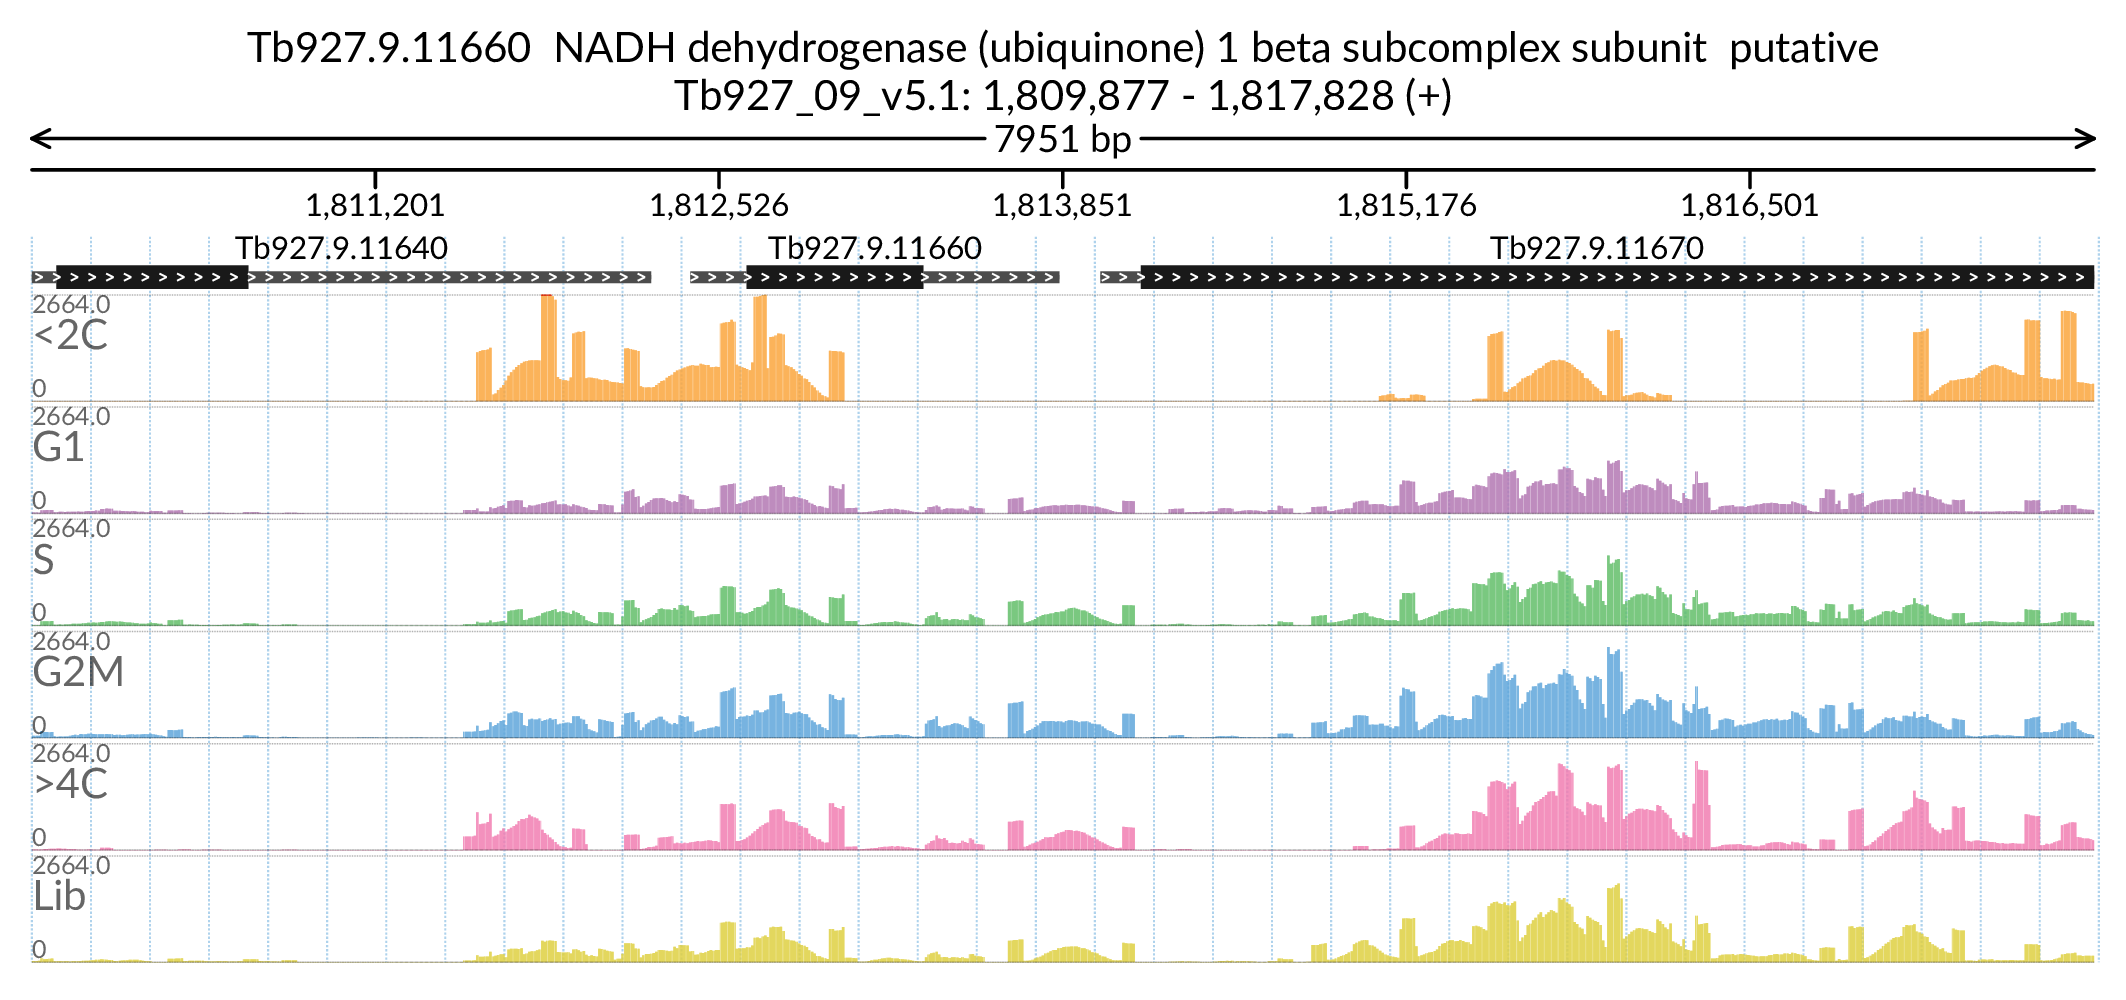 Tb927.9.11660  NADH dehydrogenase (ubiquinone) 1 beta subcomplex subunit  putative
Tb927_09_v5.1: 1,809,877 - 1,817,828 (+)
7951 bp
1,811,201 1,812,526 1,813,851 1,815,176 1,816,501
Tb927.9.11640 Tb927.9.11660 Tb927.9.11670
2664.0
<2C
0
2664.0
G1
0
2664.0
S
0
2664.0
G2M
0
2664.0
>4C
0
2664.0
Lib
0